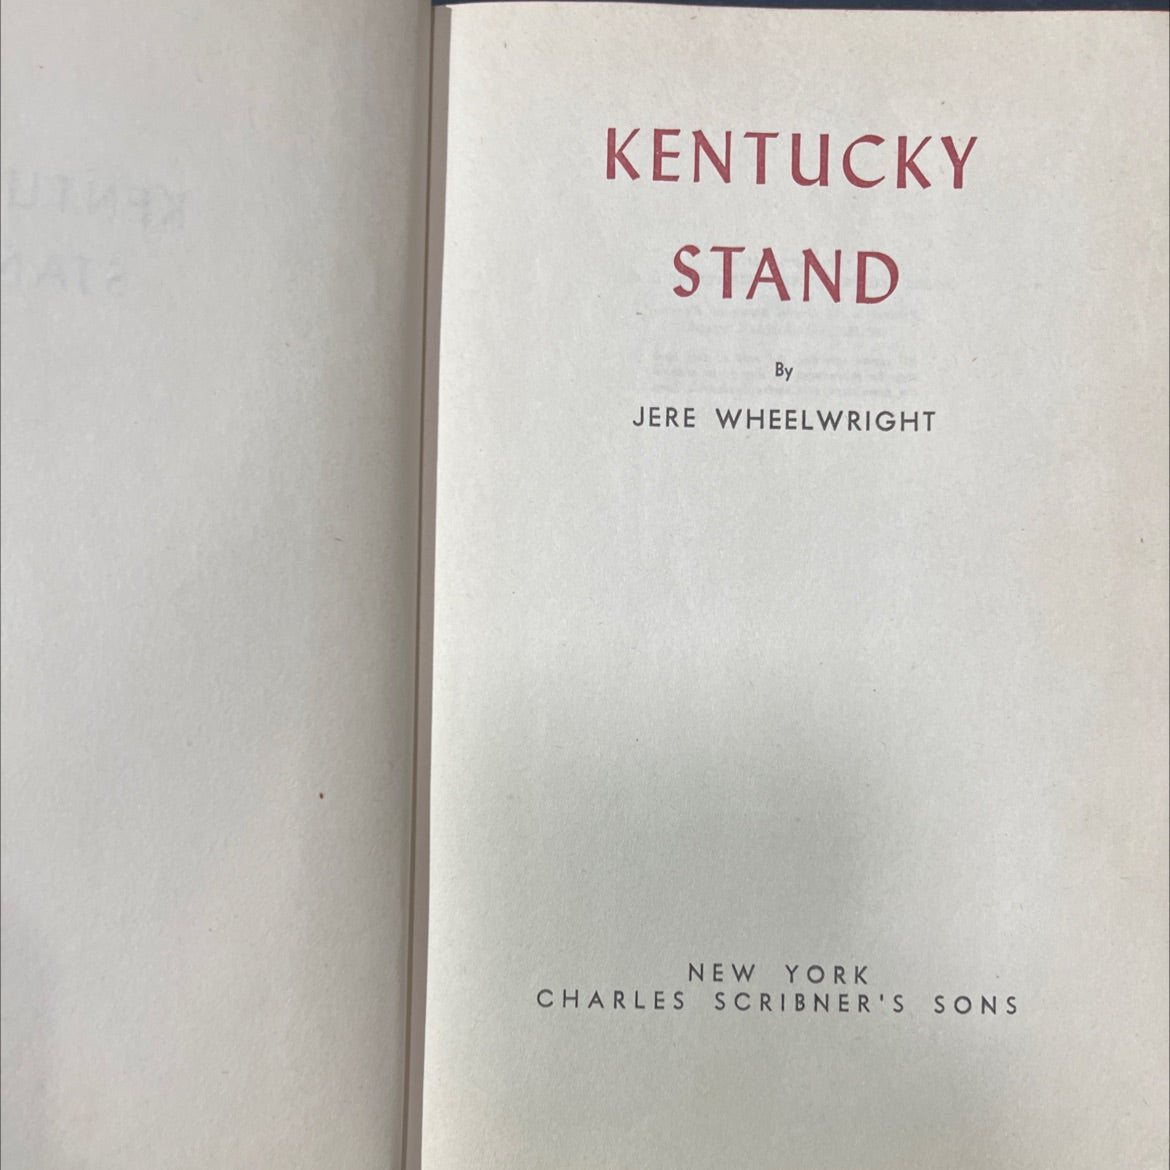 KENTUCKY
STAND
By
JERE WHEELWRIGHT
NEW YORK
CHARLES SCRIBNER'S SONS